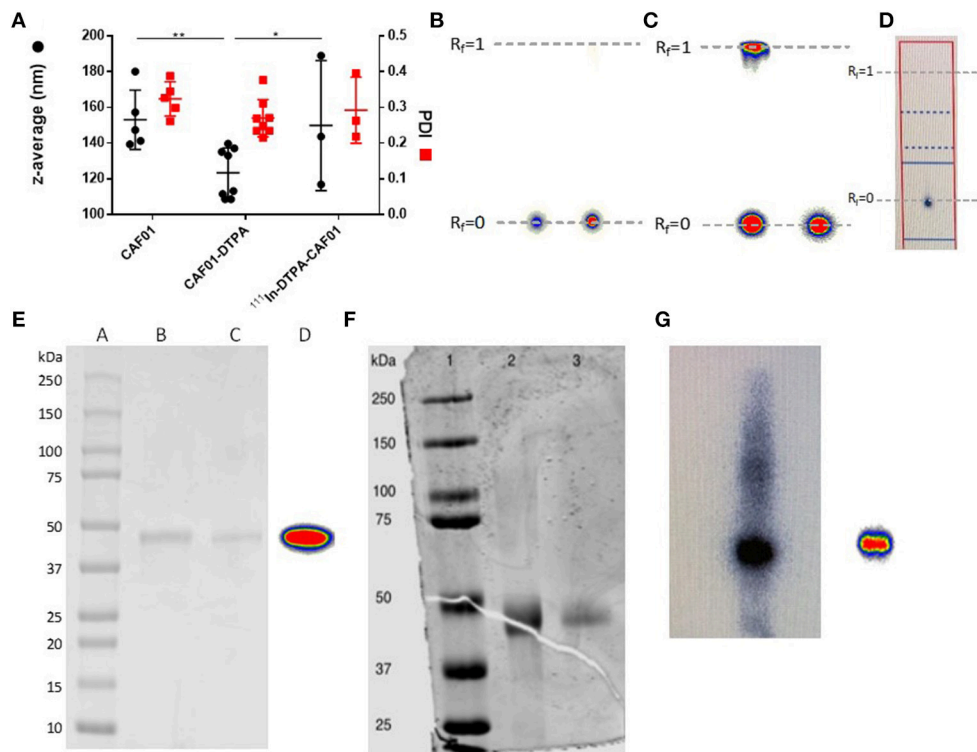 A
z-average (nm)
200
180
160
140
120
100
** 
*
0.5
0.4
0.3
0.2
0.1
0.0
PDI
CAF01
CAF01-DTPA
¹¹¹In-DTPA-CAF01
B
Rf=1
Rf=0
C
Rf=1
Rf=0
D
Rf=1
Rf=0
E
A B C D
kDa
250
150
100
75
50
37
25
20
15
10
F
kDa 1 2 3
250
150
100
75
50
37
25
G